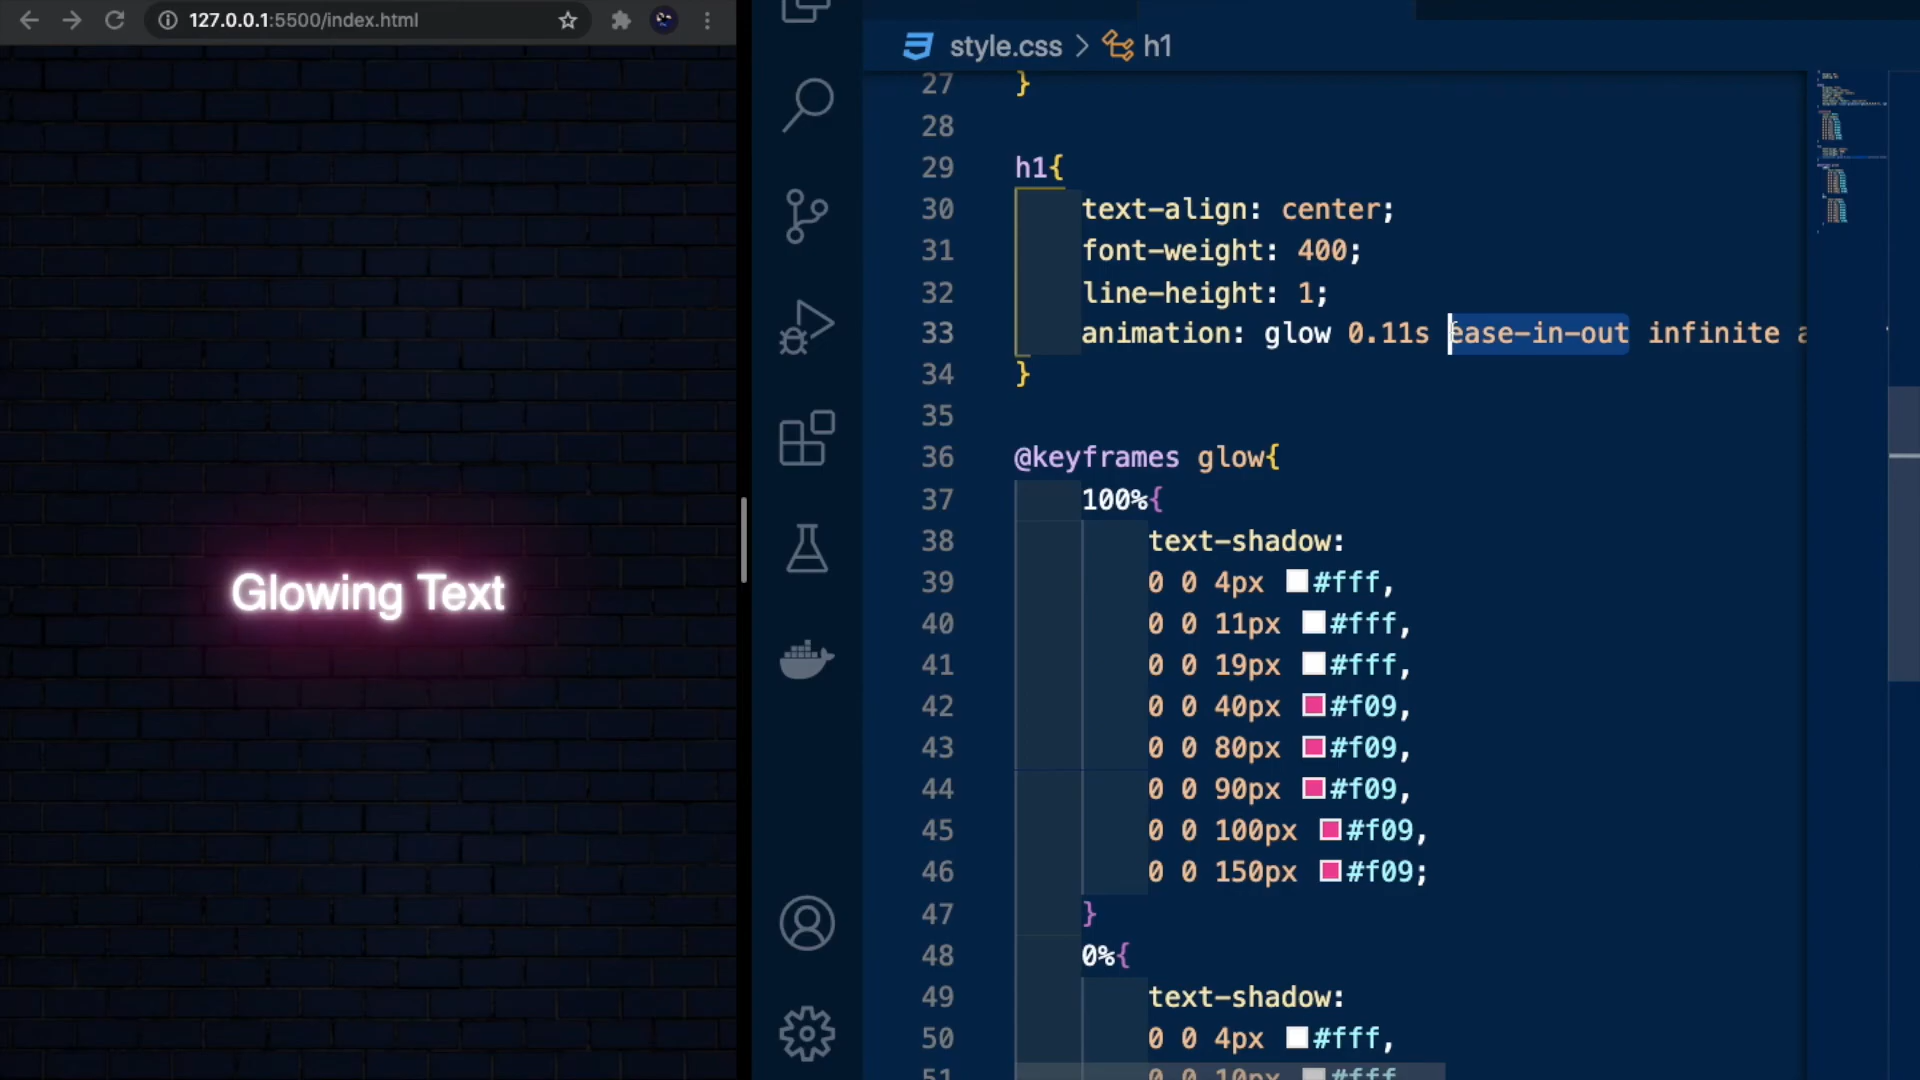 127.0.0.1:5500/index.html
Glowing Text
style.css > h1
27 }
28
29 h1{
30 text-align: center;
31 font-weight: 400;
32 line-height: 1;
33 animation: glow 0.11s ease-in-out infinite a
34 }
35
36 @keyframes glow{
37 100%{
38 text-shadow:
39 0 0 4px #fff,
40 0 0 11px #fff,
41 0 0 19px #fff,
42 0 0 40px #f09,
43 0 0 80px #f09,
44 0 0 90px #f09,
45 0 0 100px #f09,
46 0 0 150px #f09;
47 }
48 0%{
49 text-shadow:
50 0 0 4px #fff,
51 0 0 10px #fff